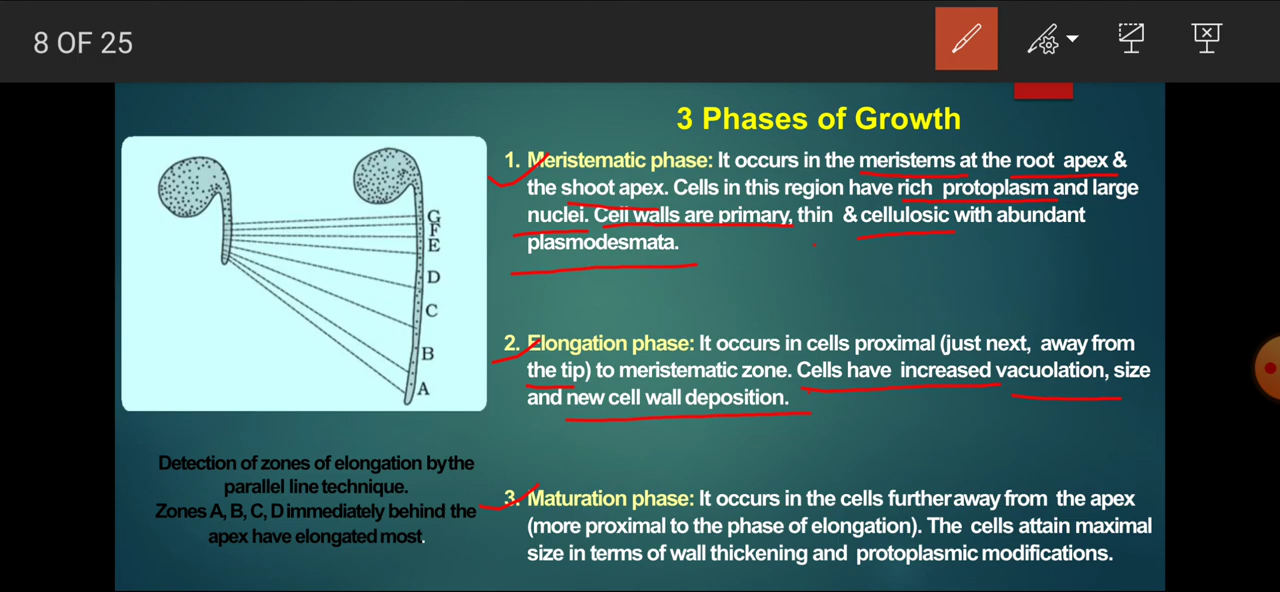 8 OF 25
3 Phases of Growth
1. Meristematic phase: It occurs in the meristems at the root apex &
the shoot apex. Cells in this region have rich protoplasm and large
nuclei. Cell walls are primary, thin & cellulosic with abundant
plasmodesmata.
2. Elongation phase: It occurs in cells proximal (just next, away from
the tip) to meristematic zone. Cells have increased vacuolation, size
and new cell wall deposition.
3. Maturation phase: It occurs in the cells further away from the apex
(more proximal to the phase of elongation). The cells attain maximal
size in terms of wall thickening and protoplasmic modifications.
G
F
E
D
C
B
A
Detection of zones of elongation by the
parallel line technique.
Zones A, B, C, D immediately behind the
apex have elongated most.